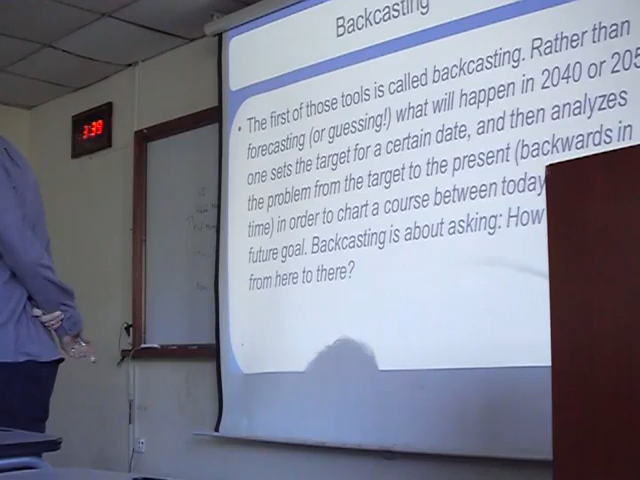 Backcasting
3:39
• The first of those tools is called backcasting. Rather than
forecasting (or guessing!) what will happen in 2040 or 205
one sets the target for a certain date, and then analyzes
the problem from the target to the present (backwards in
time) in order to chart a course between today
future goal. Backcasting is about asking: How
from here to there?